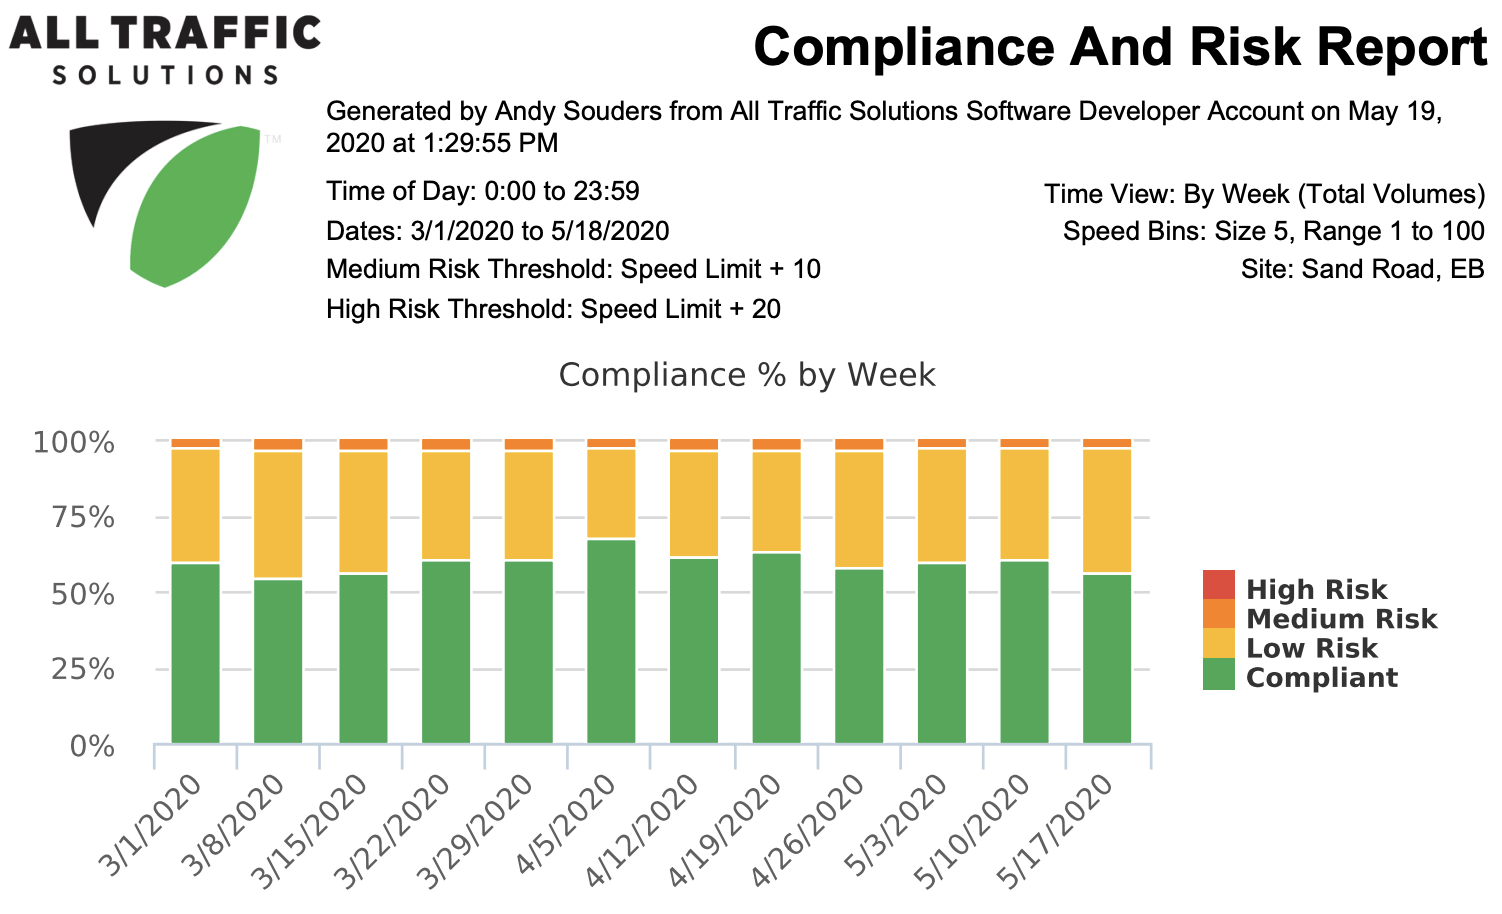 ALL TRAFFIC
SOLUTIONS
TM
Compliance And Risk Report
Generated by Andy Souders from All Traffic Solutions Software Developer Account on May 19,
2020 at 1:29:55 PM
Time of Day: 0:00 to 23:59
Dates: 3/1/2020 to 5/18/2020
Medium Risk Threshold: Speed Limit + 10
High Risk Threshold: Speed Limit + 20
Time View: By Week (Total Volumes)
Speed Bins: Size 5, Range 1 to 100
Site: Sand Road, EB
Compliance % by Week
100%
75%
50%
25%
0%
3/1/2020
3/8/2020
3/15/2020
3/22/2020
3/29/2020
4/5/2020
4/12/2020
4/19/2020
4/26/2020
5/3/2020
5/10/2020
5/17/2020
High Risk
Medium Risk
Low Risk
Compliant